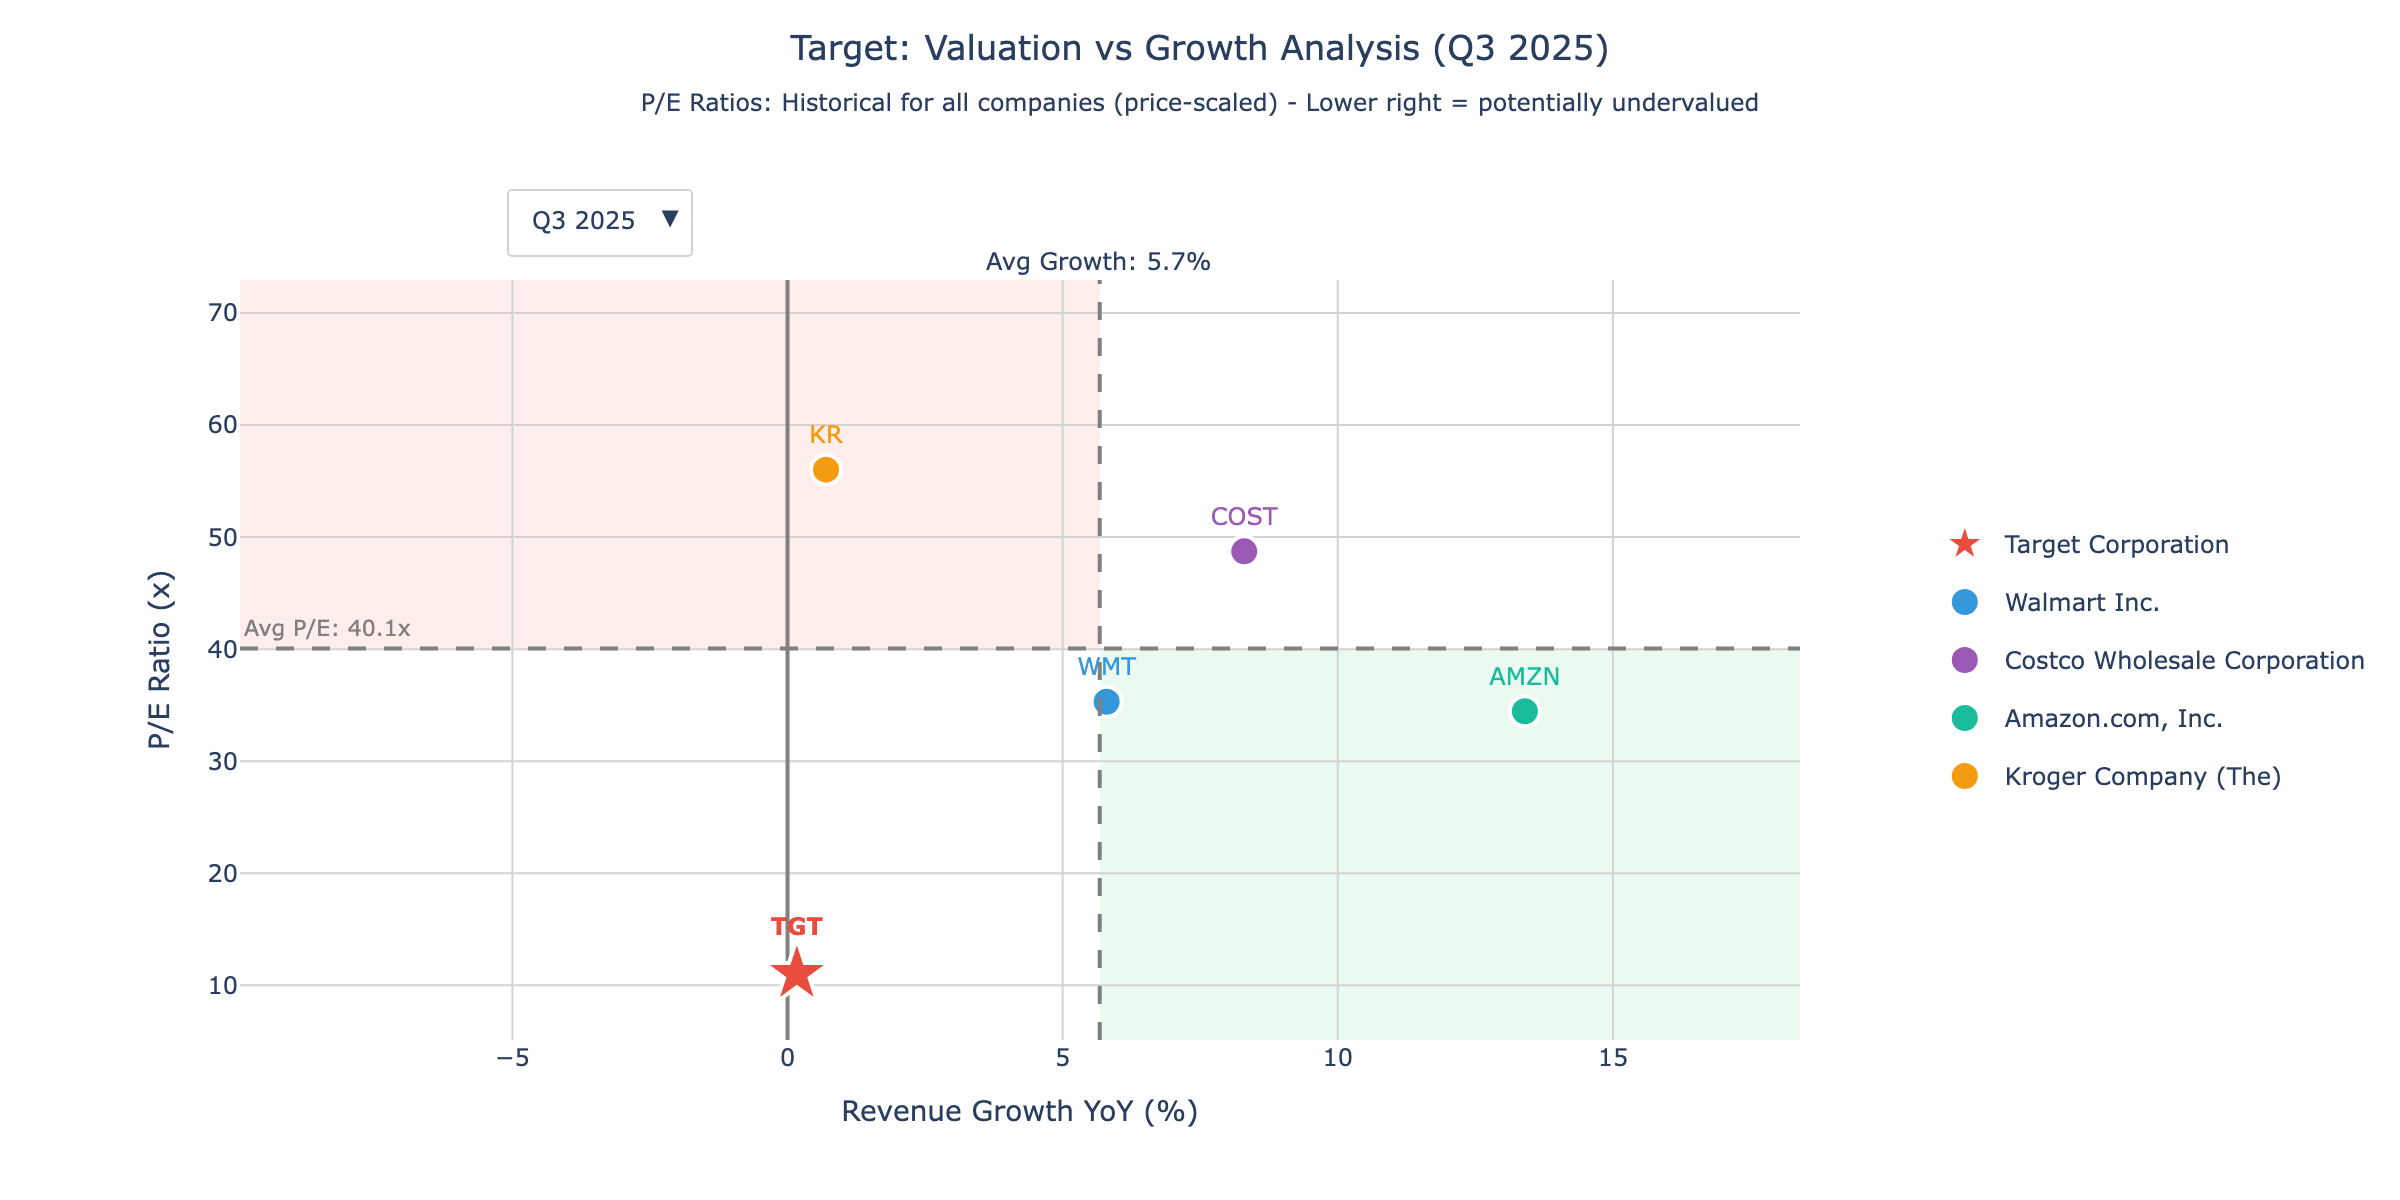 Target: Valuation vs Growth Analysis (Q3 2025)
P/E Ratios: Historical for all companies (price-scaled) - Lower right = potentially undervalued
Q3 2025 ▼
Avg Growth: 5.7%
70
60
50
40
30
20
10
P/E Ratio (x)
Avg P/E: 40.1x
KR
COST
WMT
AMZN
TGT
−5
0
5
10
15
Revenue Growth YoY (%)
Target Corporation
Walmart Inc.
Costco Wholesale Corporation
Amazon.com, Inc.
Kroger Company (The)